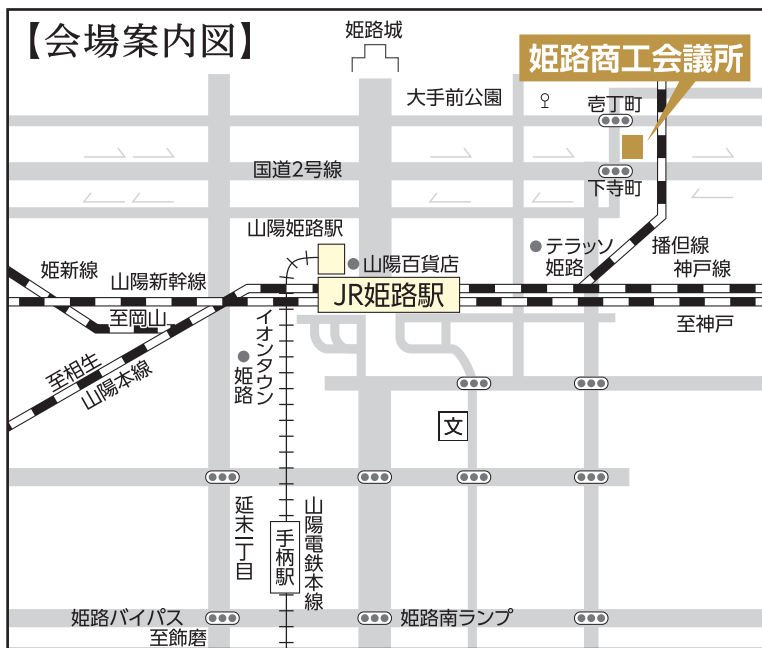 【会場案内図】
姫路城
姫路商工会議所
大手前公園
壱丁町
国道2号線
下寺町
山陽姫路駅
テラッソ
姫路
播但線
山陽百貨店
神戸線
姫新線
山陽新幹線
JR姫路駅
至岡山
至神戸
イオンタウン
姫路
至相生
山陽本線
文
延末一丁目
手柄駅
山陽電鉄本線
姫路バイパス
姫路南ランプ
至飾磨